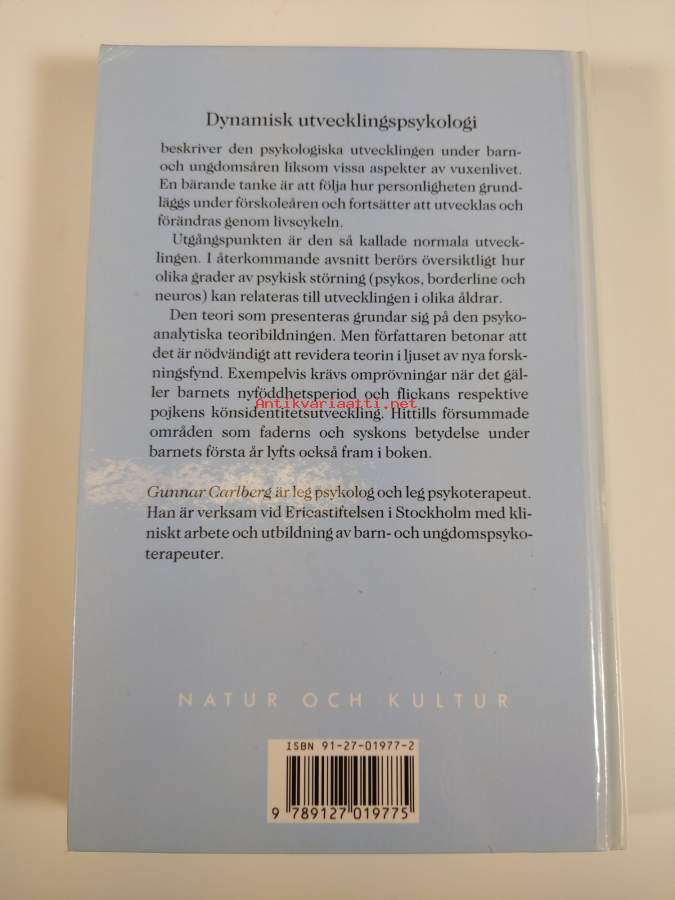 Dynamisk utvecklingspsykologi
beskriver den psykologiska utvecklingen under barn-
och ungdomsåren liksom vissa aspekter av vuxenlivet.
En bärande tanke är att följa hur personligheten grund-
läggs under förskoleåren och fortsätter att utvecklas och
förändras genom livscykeln.
Utgångspunkten är den så kallade normala utveck-
lingen. I återkommande avsnitt berörs översiktligt hur
olika grader av psykisk störning (psykos, borderline och
neuros) kan relateras till utvecklingen i olika åldrar.
Den teori som presenteras grundar sig på den psyko-
analytiska teoribildningen. Men författaren betonar att
det är nödvändigt att revidera teorin i ljuset av nya forsk-
ningsfynd. Exempelvis krävs omprövningar när det gäl-
ler barnets nyföddhetsperiod och flickans respektive
Antikvariaatti.net
pojkens könsidentitetsutveckling. Hittills försummade
områden som faderns och syskons betydelse under
barnets första år lyfts också fram i boken.
Gunnar Carlberg är leg psykolog och leg psykoterapeut.
Han är verksam vid Ericastiftelsen i Stockholm med kli-
niskt arbete och utbildning av barn- och ungdomspsyko-
terapeuter.
NATUR OCH KULTUR
ISBN 91-27-01977-2
9 789127 019775